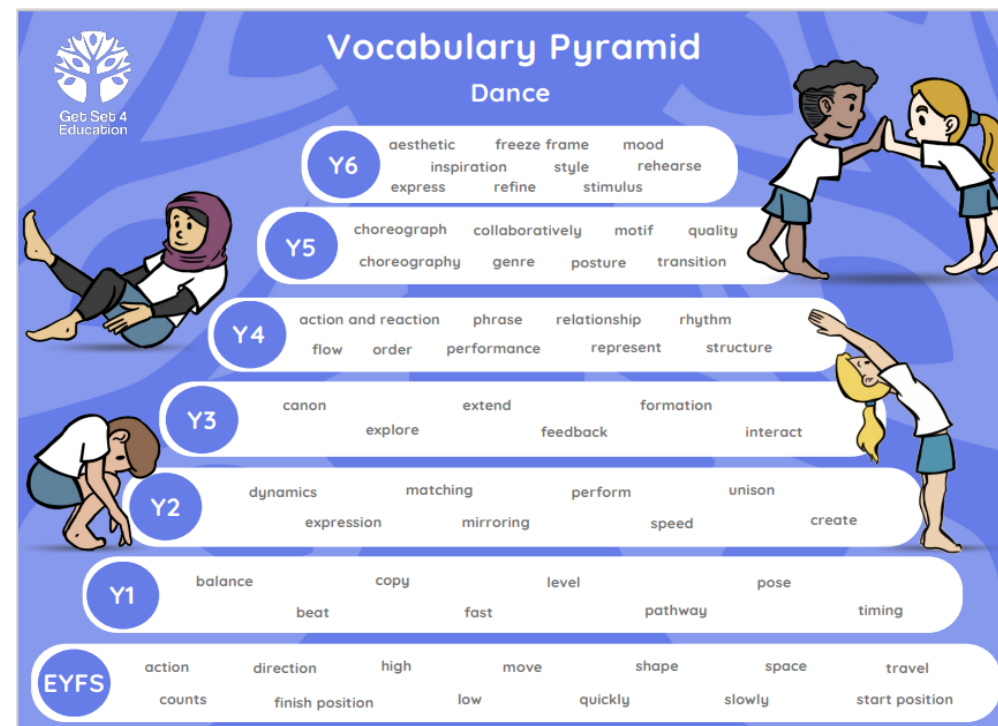 Get Set 4
Education
Vocabulary Pyramid
Dance
Y6
aesthetic freeze frame mood
inspiration style rehearse
express refine stimulus
Y5
choreograph collaboratively motif quality
choreography genre posture transition
Y4
action and reaction phrase relationship rhythm
flow order performance represent structure
Y3
canon extend formation
explore feedback interact
Y2
dynamics matching perform unison
expression mirroring speed create
Y1
balance copy level pose
beat fast pathway timing
EYFS
action direction high move shape space travel
counts finish position low quickly slowly start position